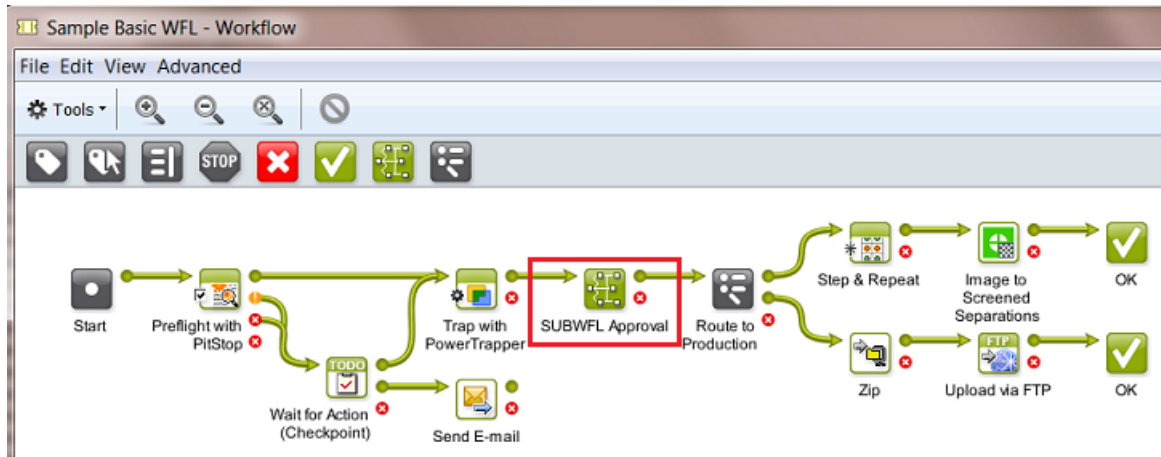 Sample Basic WFL - Workflow
File Edit View Advanced
Tools
STOP
Start
Preflight with
PitStop
TODO
Wait for Action
(Checkpoint)
Trap with
PowerTrapper
Send E-mail
SUBWFL Approval
Route to
Production
Step & Repeat
Image to
Screened
Separations
OK
Zip
FTP
Upload via FTP
OK